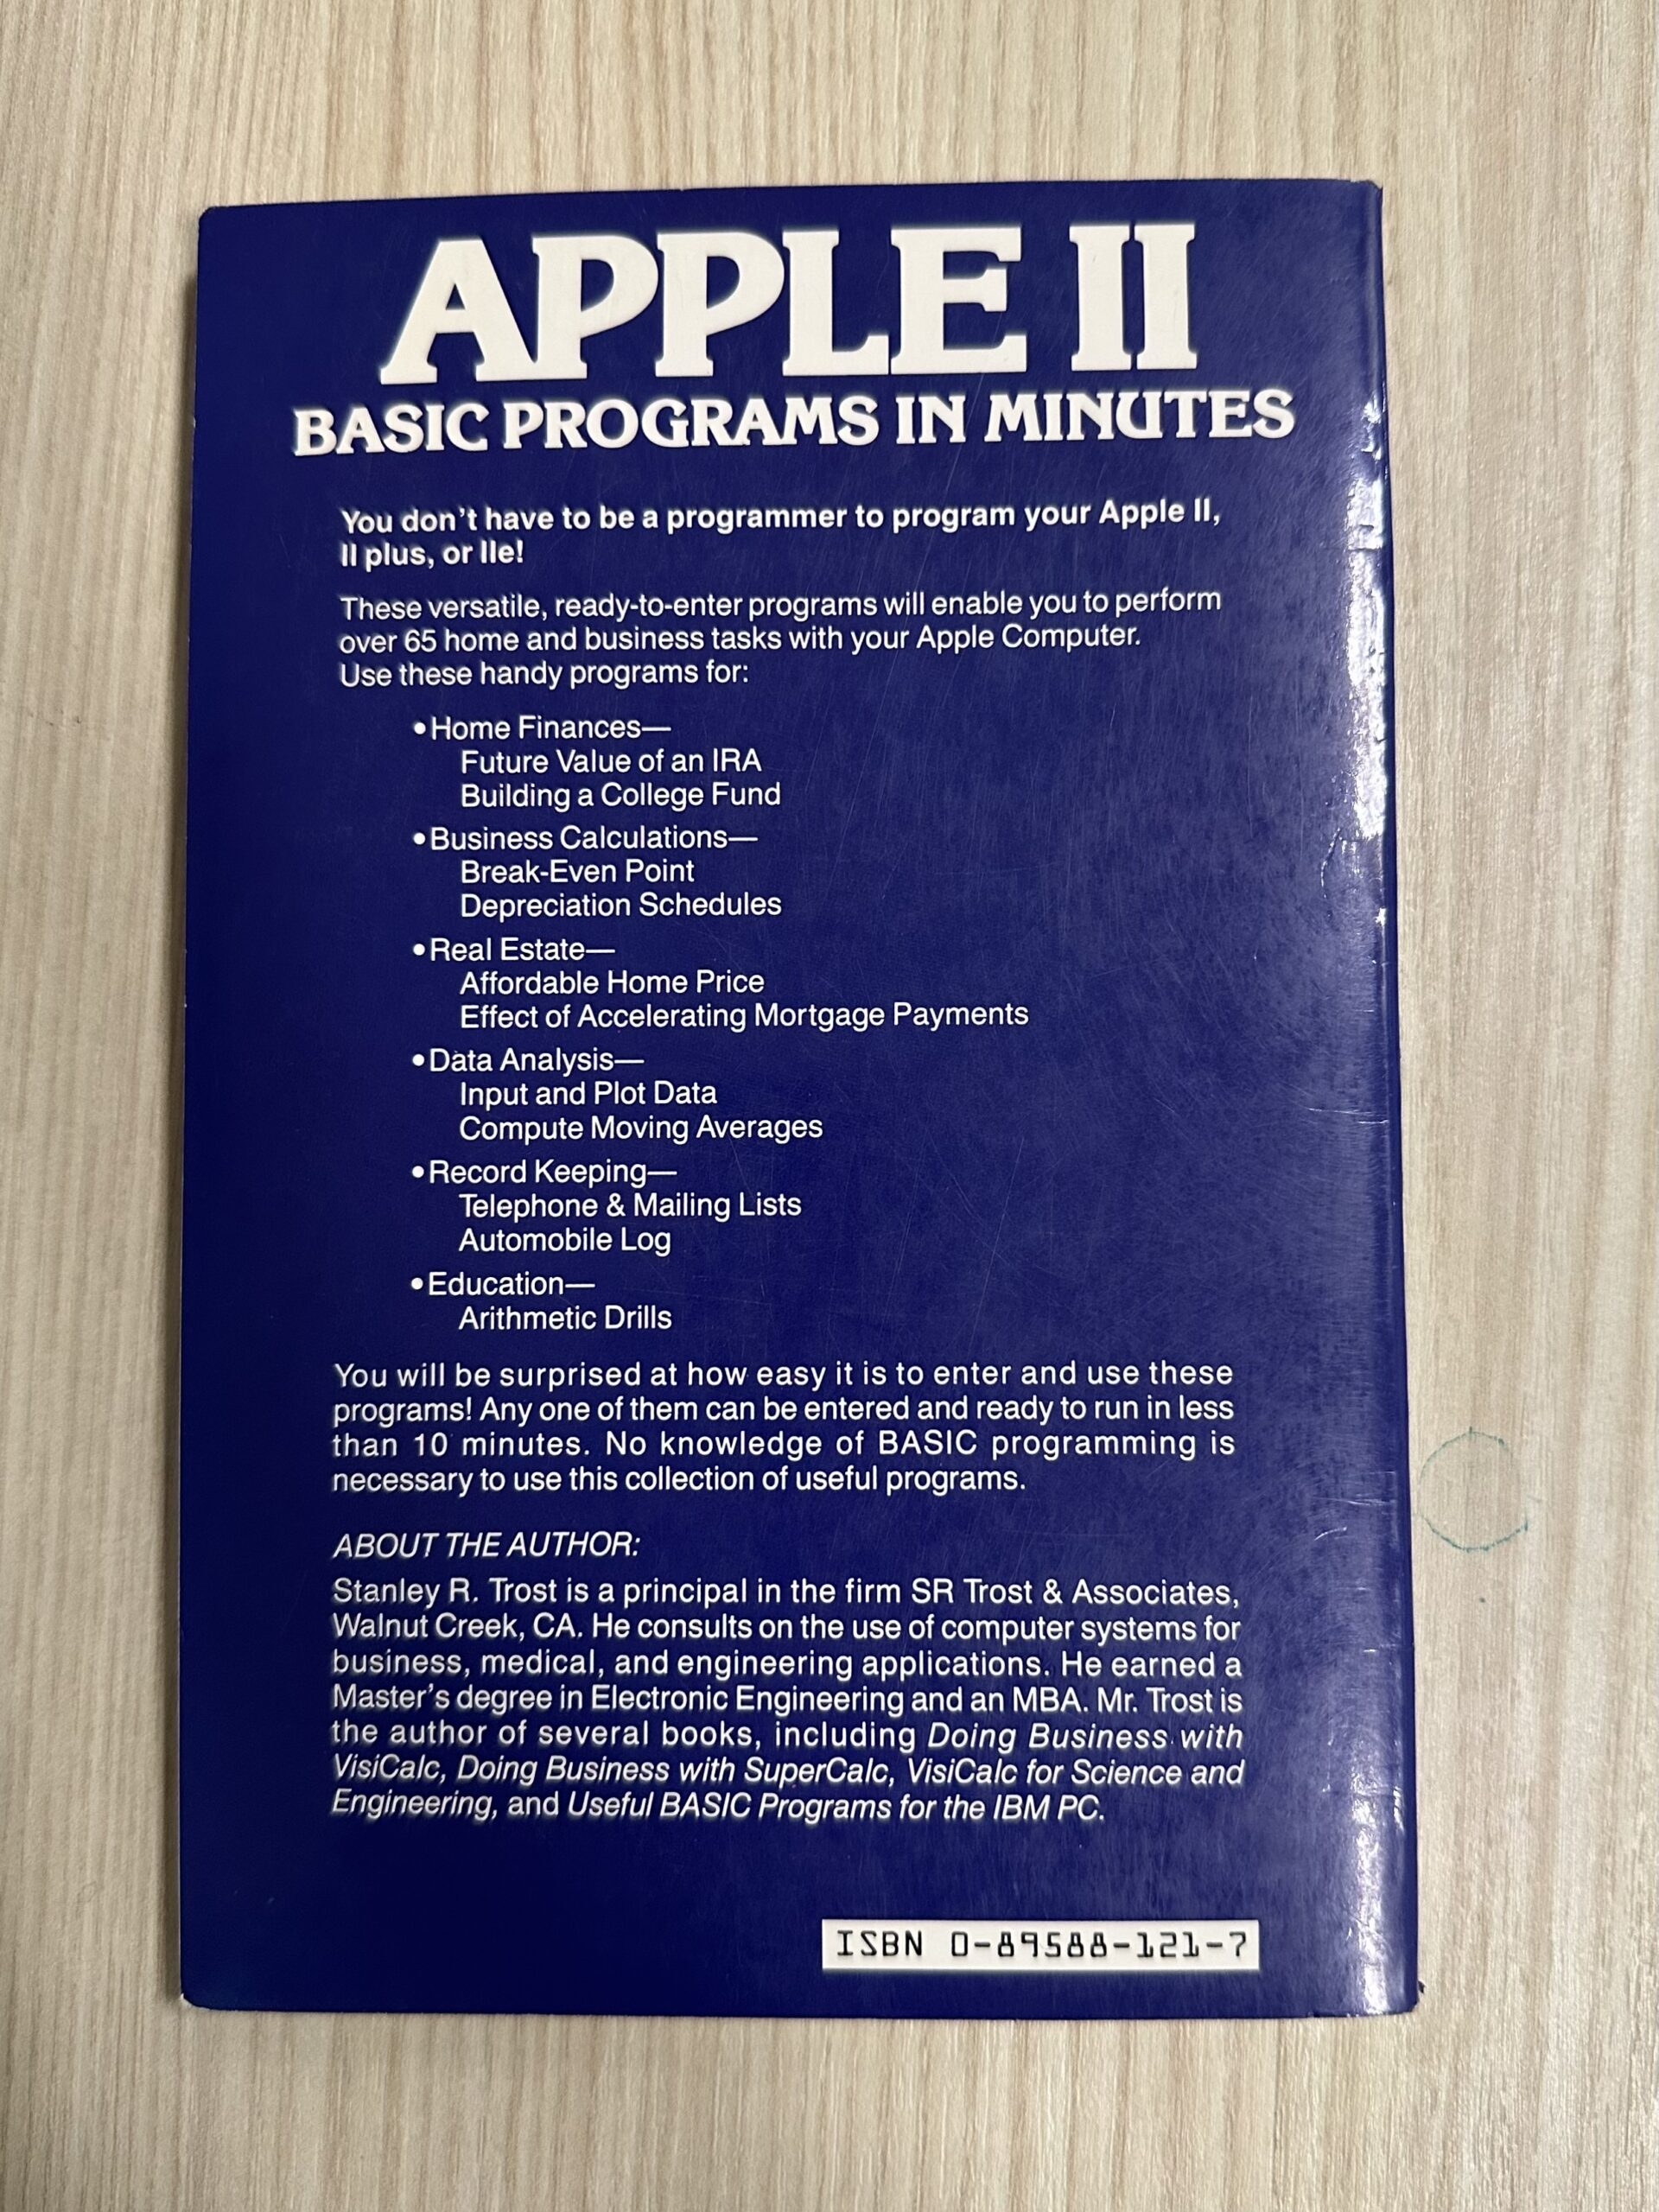 APPLE II
BASIC PROGRAMS IN MINUTES
You don't have to be a programmer to program your Apple II,
II plus, or IIe!
These versatile, ready-to-enter programs will enable you to perform
over 65 home and business tasks with your Apple Computer.
Use these handy programs for:
•Home Finances—
Future Value of an IRA
Building a College Fund
•Business Calculations—
Break-Even Point
Depreciation Schedules
•Real Estate—
Affordable Home Price
Effect of Accelerating Mortgage Payments
•Data Analysis—
Input and Plot Data
Compute Moving Averages
•Record Keeping—
Telephone & Mailing Lists
Automobile Log
•Education—
Arithmetic Drills
You will be surprised at how easy it is to enter and use these
programs! Any one of them can be entered and ready to run in less
than 10 minutes. No knowledge of BASIC programming is
necessary to use this collection of useful programs.
ABOUT THE AUTHOR:
Stanley R. Trost is a principal in the firm SR Trost & Associates,
Walnut Creek, CA. He consults on the use of computer systems for
business, medical, and engineering applications. He earned a
Master's degree in Electronic Engineering and an MBA. Mr. Trost is
the author of several books, including Doing Business with
VisiCalc, Doing Business with SuperCalc, VisiCalc for Science and
Engineering, and Useful BASIC Programs for the IBM PC.
ISBN 0-89588-121-7